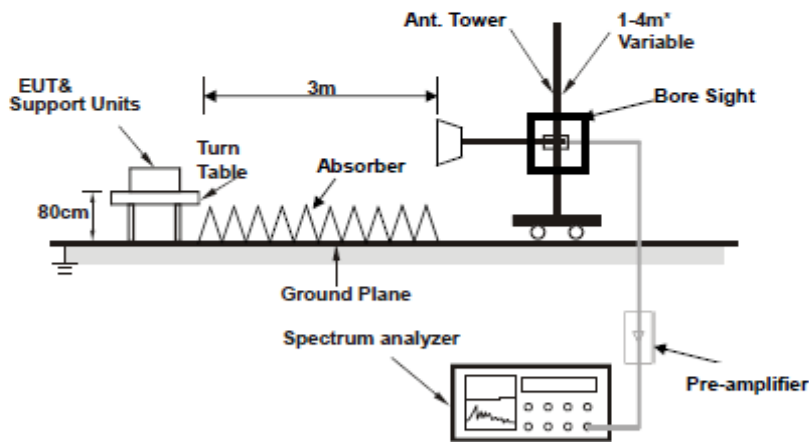 Ant. Tower
1-4m*
Variable
EUT&
Support Units
3m
Bore Sight
Turn
Table
Absorber
80cm
Ground Plane
Spectrum analyzer
Pre-amplifier